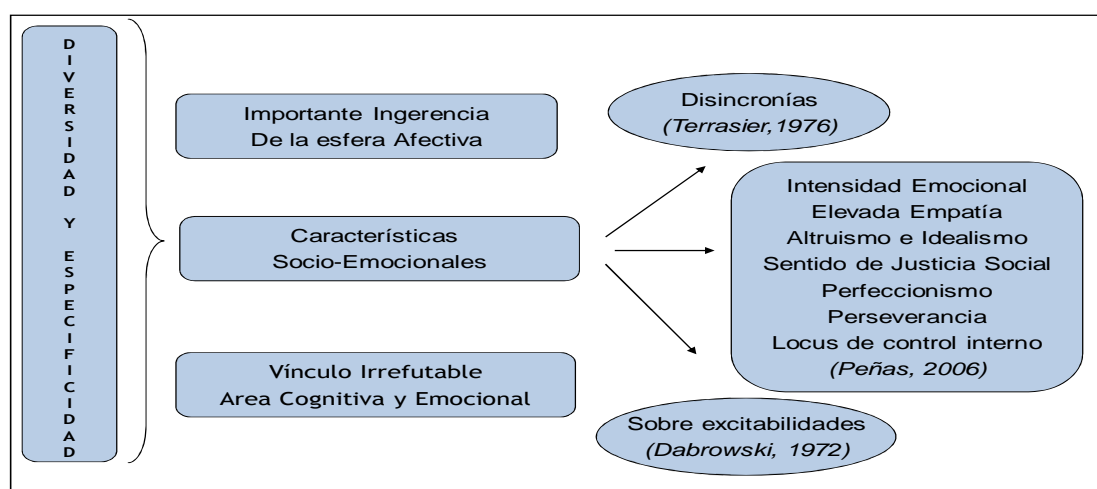 DIVERSIDAD Y ESPECIFICIDAD
Importante Ingerencia
De la esfera Afectiva
Características
Socio-Emocionales
Vínculo Irrefutable
Area Cognitiva y Emocional
Disincronías
(Terrasier,1976)
Intensidad Emocional
Elevada Empatía
Altruismo e Idealismo
Sentido de Justicia Social
Perfeccionismo
Perseverancia
Locus de control interno
(Peñas, 2006)
Sobre excitabilidades
(Dabrowski, 1972)